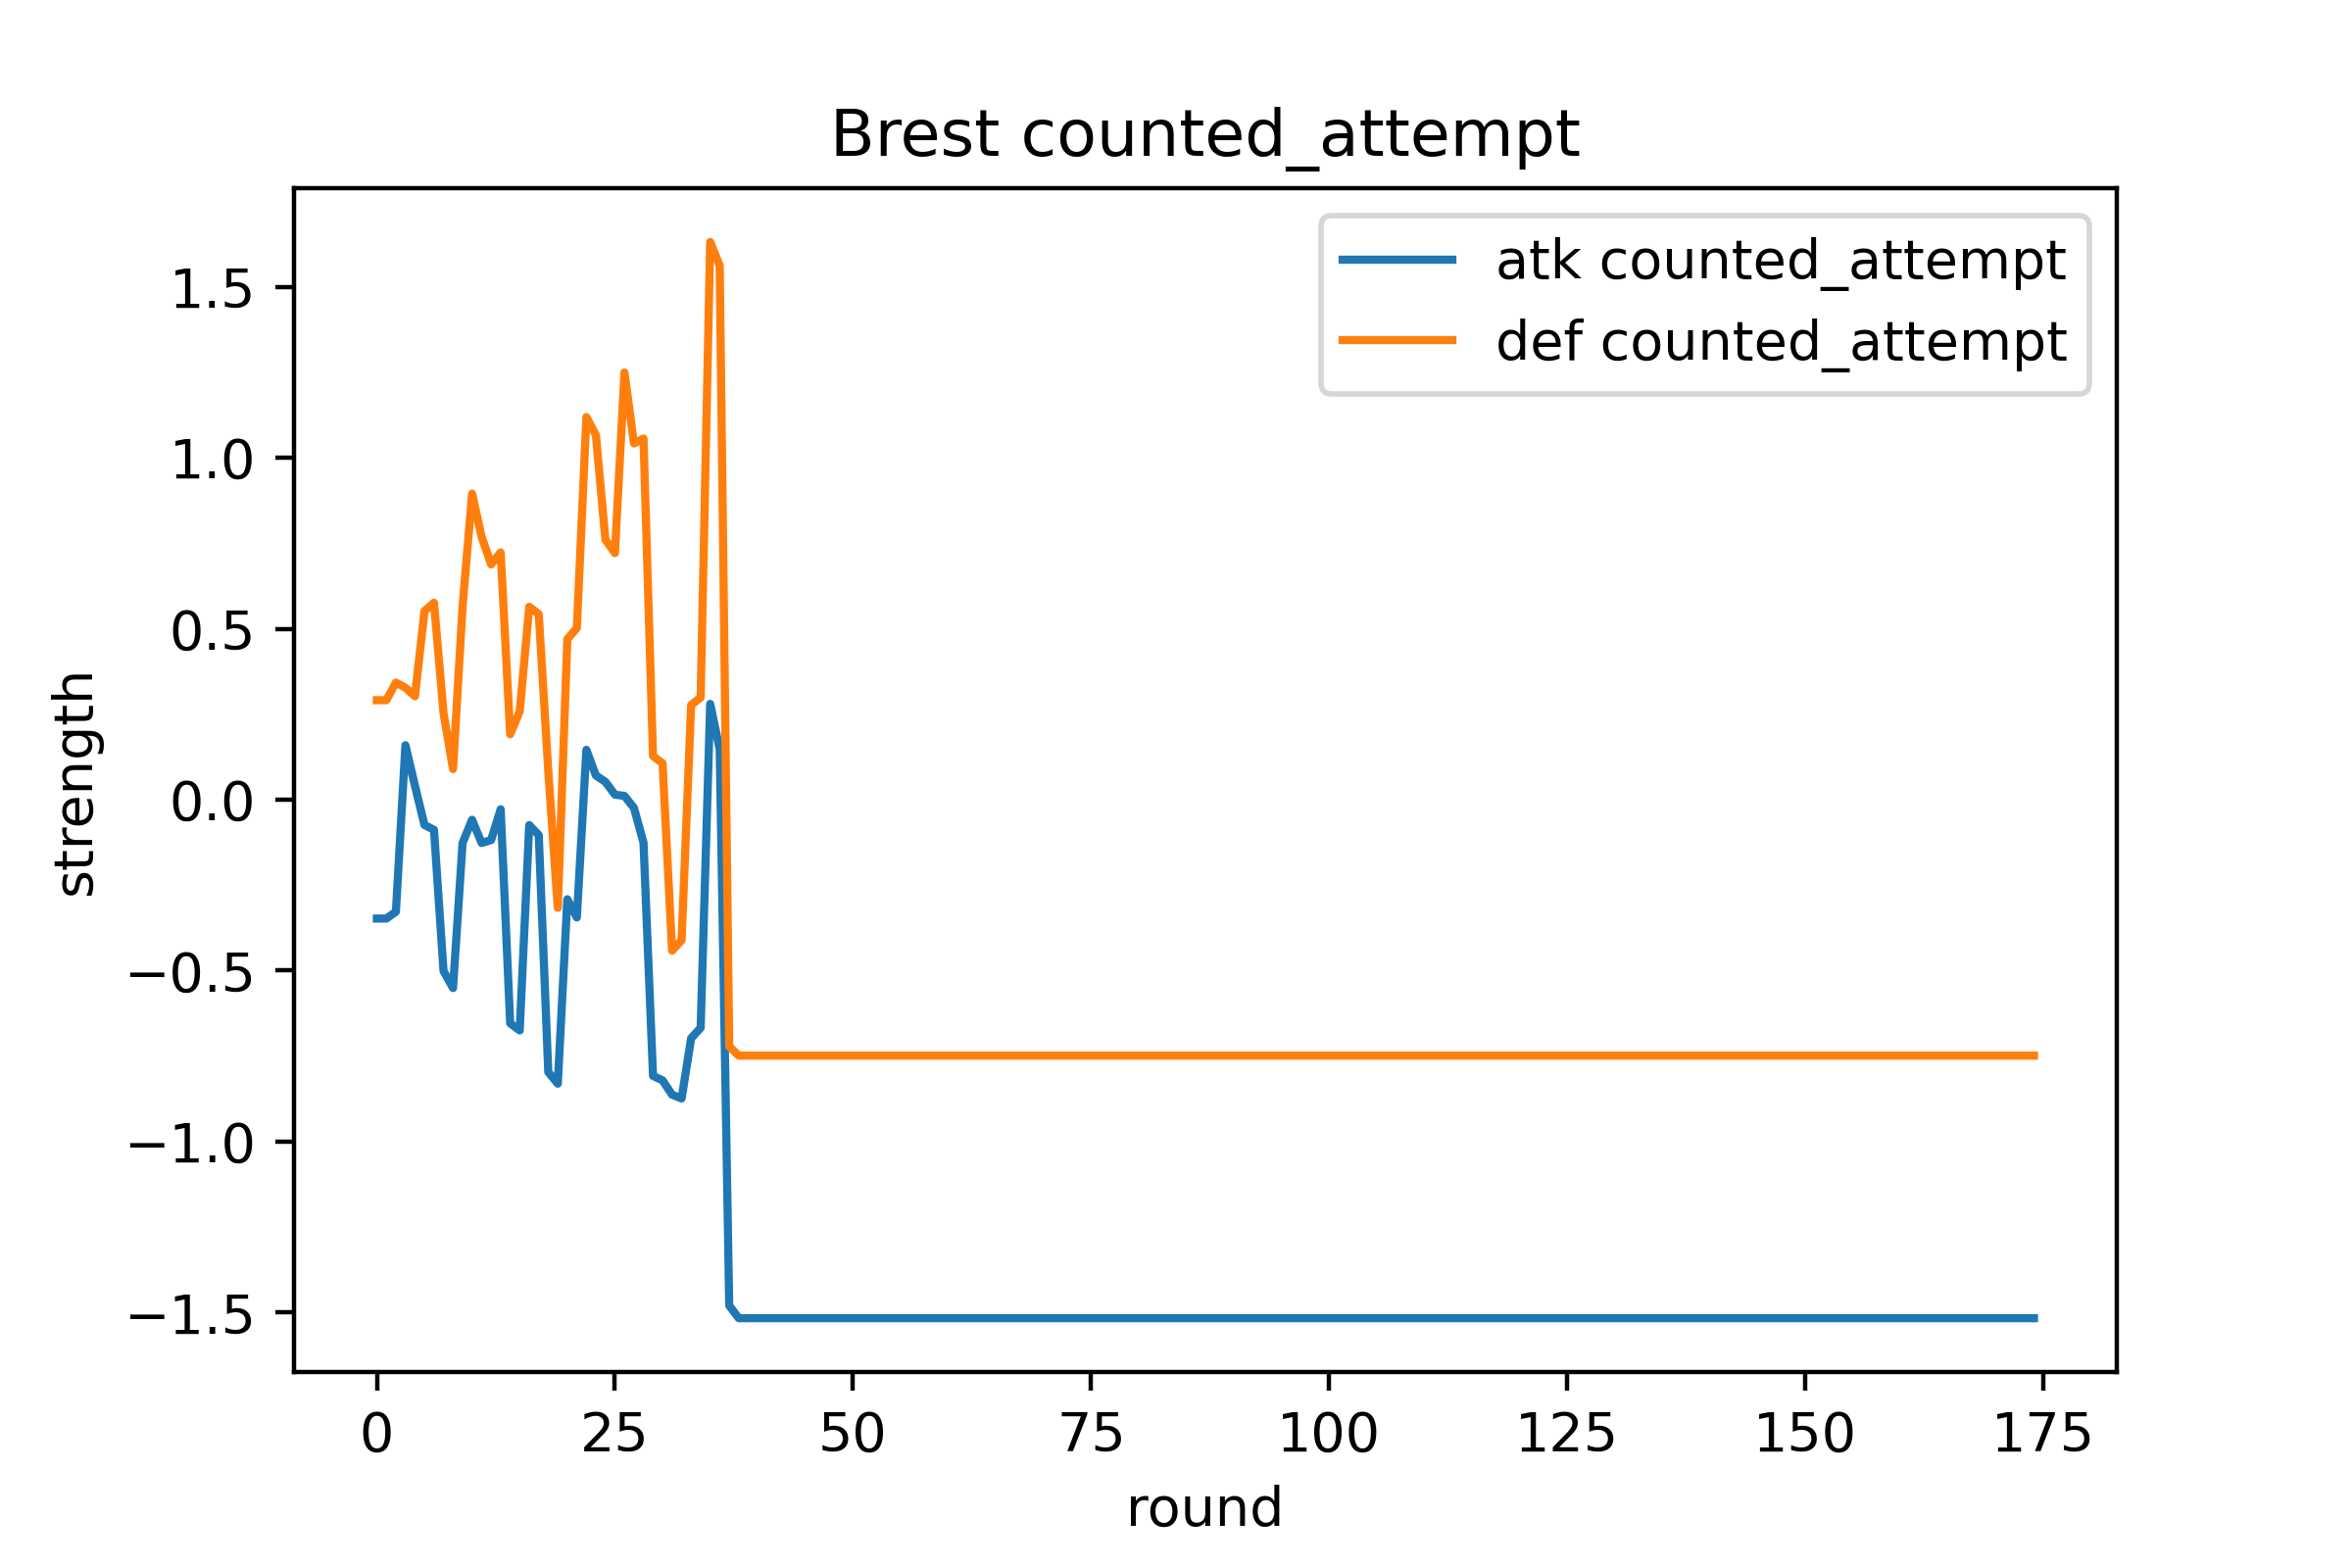 Brest counted_attempt
atk counted_attempt
def counted_attempt
strength
1.5
1.0
0.5
0.0
−0.5
−1.0
−1.5
0 25 50 75 100 125 150 175
round